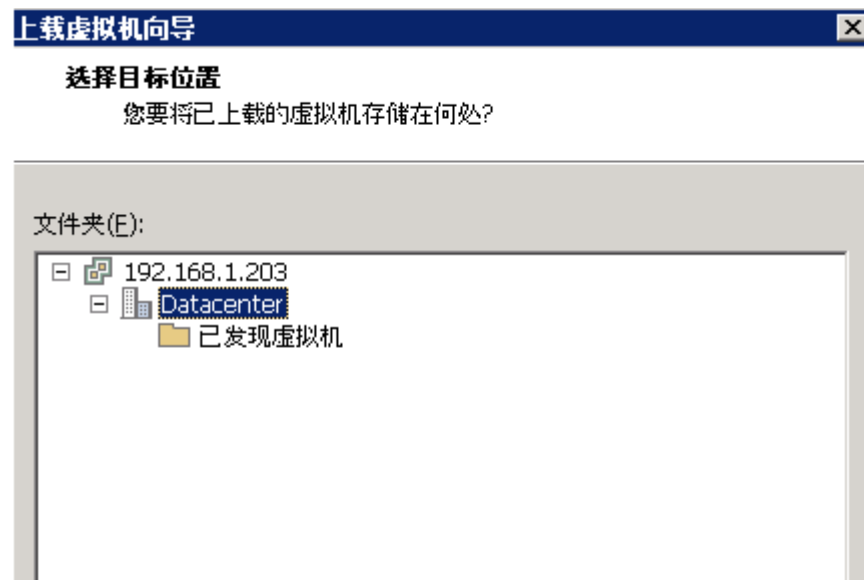 上载虚拟机向导
选择目标位置
您要将已上载的虚拟机存储在何处?
文件夹(F):
192.168.1.203
Datacenter
已发现虚拟机